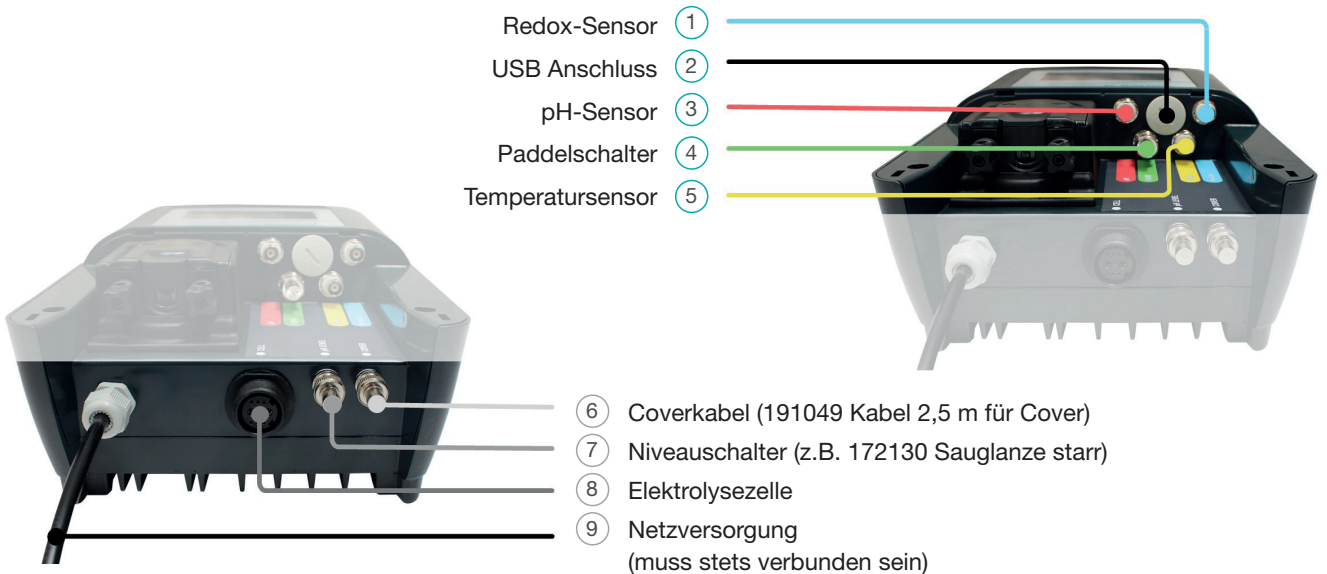 Redox-Sensor 1
USB Anschluss 2
pH-Sensor 3
Paddelschalter 4
Temperatursensor 5
6 Coverkabel (191049 Kabel 2,5 m für Cover)
7 Niveauschalter (z.B. 172130 Sauglanze starr)
8 Elektrolysezelle
9 Netzversorgung
(muss stets verbunden sein)